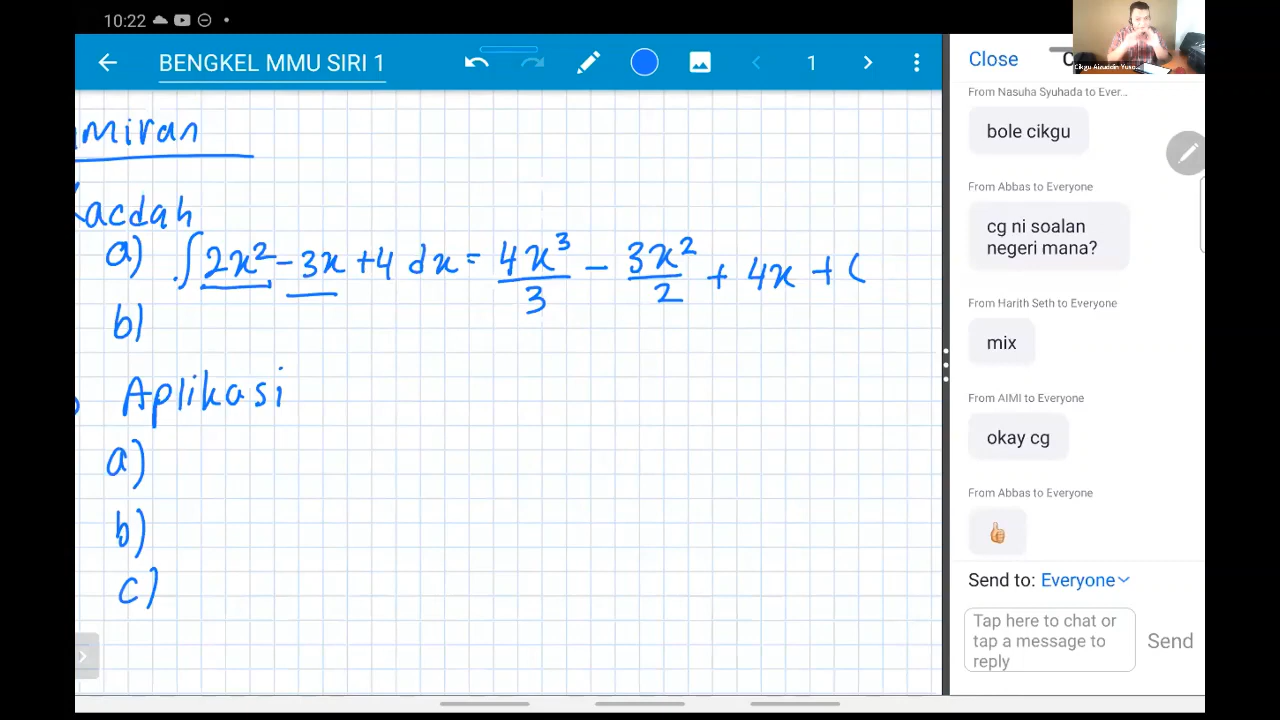 10:22
BENGKEL MMU SIRI 1
1
Close
From Nasuha Syuhada to Ever...
bole cikgu
From Abbas to Everyone
cg ni soalan
negeri mana?
From Harith Seth to Everyone
mix
From AIMI to Everyone
okay cg
From Abbas to Everyone
👍🏻
Send to: Everyone
Tap here to chat or
tap a message to
reply
Send
miran
Kaedah
a) ∫ 2x² - 3x + 4 dx = 4x³/3 - 3x²/2 + 4x + C
b)
Aplikasi
a)
b)
c)